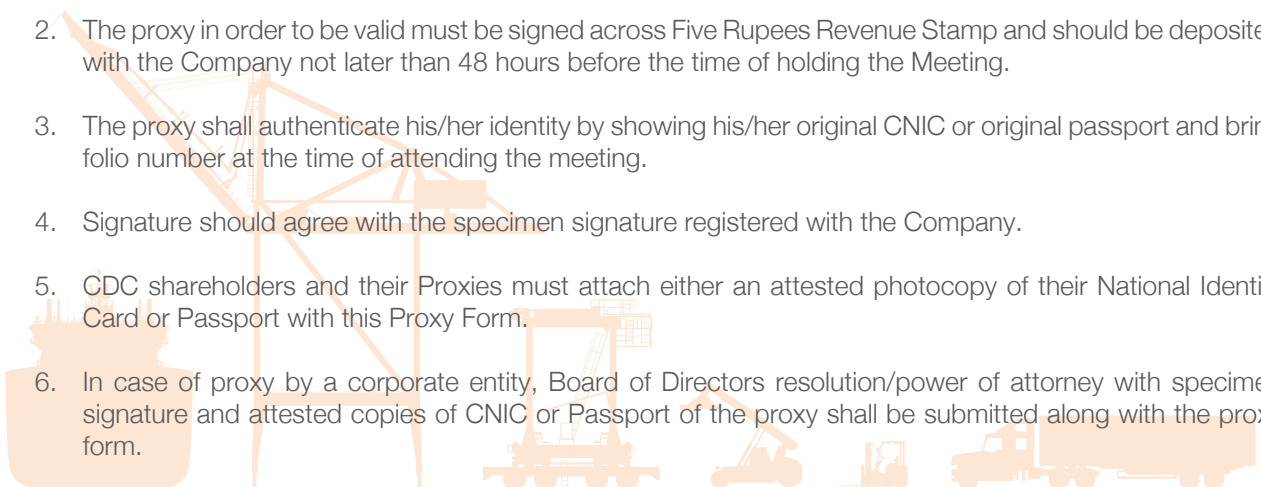 2. The proxy in order to be valid must be signed across Five Rupees Revenue Stamp and should be deposite
with the Company not later than 48 hours before the time of holding the Meeting.
3. The proxy shall authenticate his/her identity by showing his/her original CNIC or original passport and brin
folio number at the time of attending the meeting.
4. Signature should agree with the specimen signature registered with the Company.
5. CDC shareholders and their Proxies must attach either an attested photocopy of their National Identi
Card or Passport with this Proxy Form.
6. In case of proxy by a corporate entity, Board of Directors resolution/power of attorney with specime
signature and attested copies of CNIC or Passport of the proxy shall be submitted along with the prox
form.